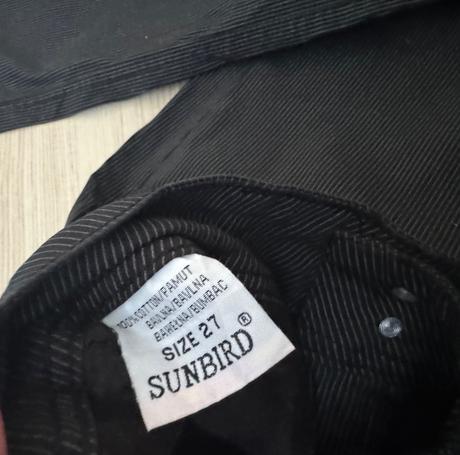 100% COTTON/PAMUT
BAVLNA/BAVLNA
BAWEŁNA/BUMBAC
SIZE 27
SUNBIRD®